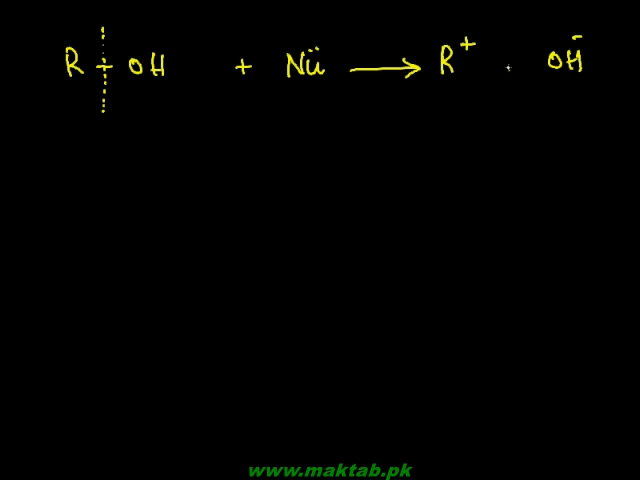 R - OH + Nü ⟶ R⁺ OH⁻
www.maktab.pk